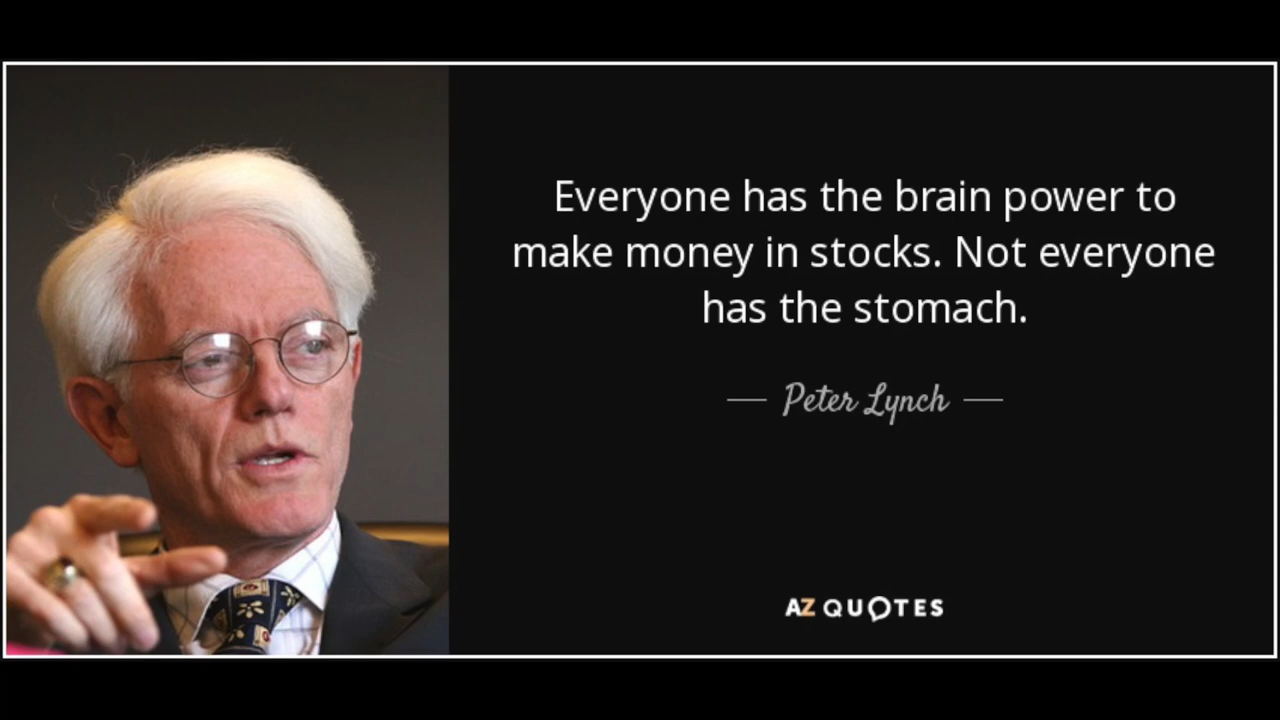 Everyone has the brain power to
make money in stocks. Not everyone
has the stomach.
Peter Lynch
AZ QUOTES